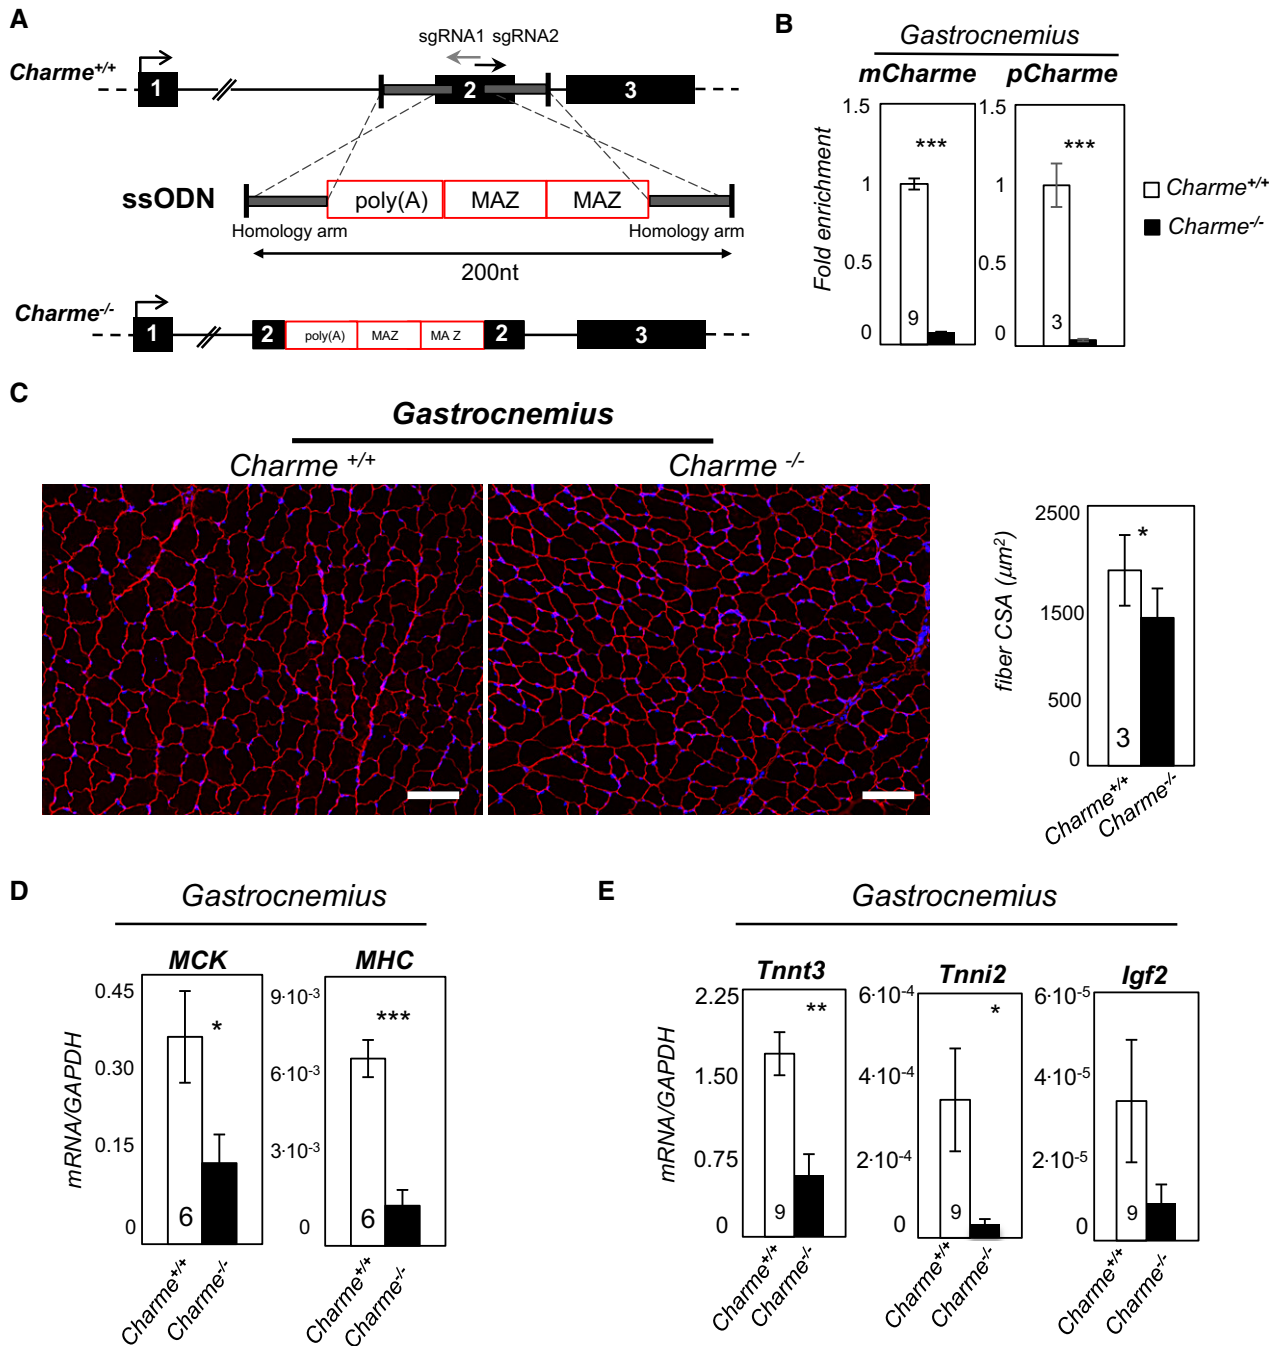 A
sgRNA1 sgRNA2
Charme+/+
1
2
3
ssODN
poly(A) MAZ MAZ
Homology arm Homology arm
200nt
Charme-/-
1
2
poly(A) MAZ MA Z
2
3
B
Gastrocnemius
mCharme pCharme
Fold enrichment
1.5
1
0.5
0
***
9
1.5
1
0.5
0
***
3
Charme+/+
Charme-/-
C
Gastrocnemius
Charme +/+ Charme -/-
fiber CSA (μm²)
2500
1500
500
0
*
3
Charme+/+
Charme-/-
D
Gastrocnemius
MCK MHC
mRNA/GAPDH
0.45
0.30
0.15
0
*
6
Charme+/+
Charme-/-
9·10-3
6·10-3
3·10-3
0
***
6
Charme+/+
Charme-/-
E
Gastrocnemius
Tnnt3 Tnni2 Igf2
mRNA/GAPDH
2.25
1.50
0.75
0
**
9
Charme+/+
Charme-/-
6·10-4
4·10-4
2·10-4
0
*
9
Charme+/+
Charme-/-
6·10-5
4·10-5
2·10-5
0
9
Charme+/+
Charme-/-